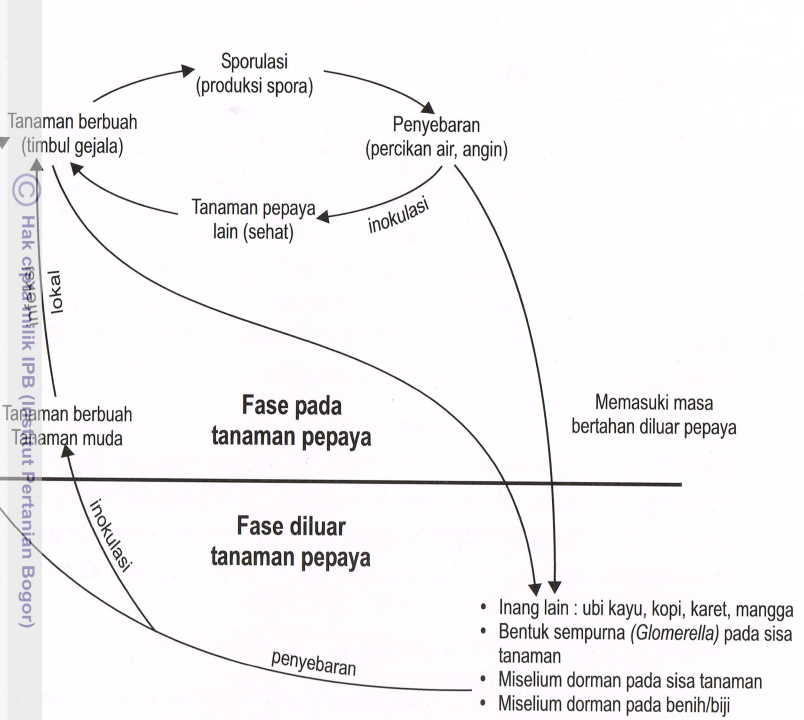 Sporulasi
(produksi spora)
Tanaman berbuah
(timbul gejala)
Penyebaran
(percikan air, angin)
Tanaman pepaya
lain (sehat)
inokulasi
lokal
Tanaman berbuah
Tanaman muda
Fase pada
tanaman pepaya
Memasuki masa
bertahan diluar pepaya
Fase diluar
tanaman pepaya
inokulasi
penyebaran
• Inang lain : ubi kayu, kopi, karet, mangga
• Bentuk sempurna (Glomerella) pada sisa
tanaman
• Miselium dorman pada sisa tanaman
• Miselium dorman pada benih/biji
© Hak cipta milik IPB (Institut Pertanian Bogor)